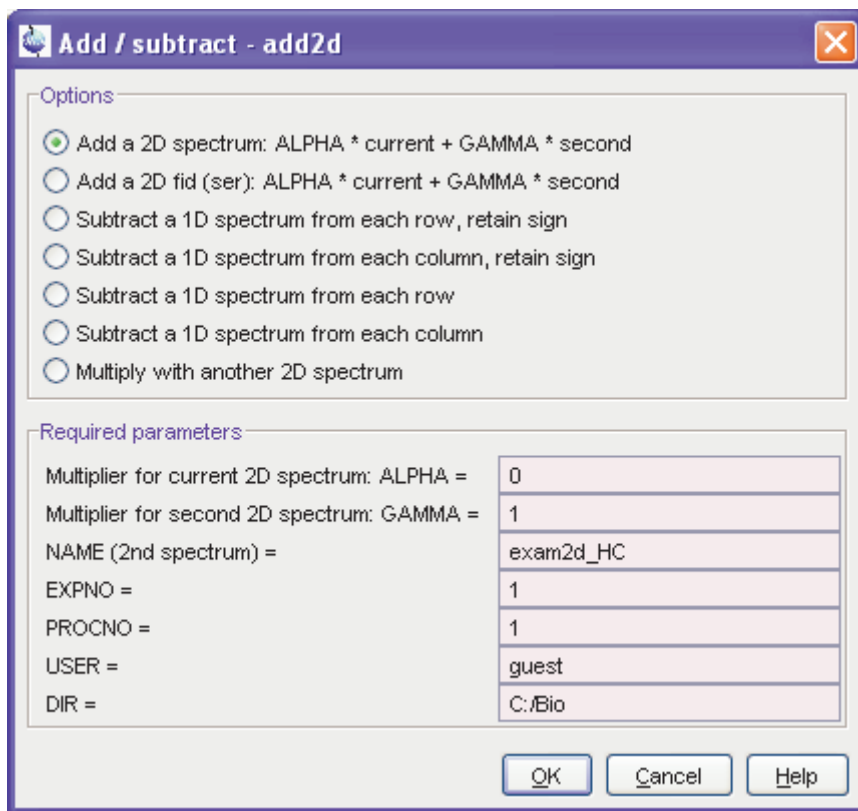 Add / subtract - add2d
Options
Add a 2D spectrum: ALPHA * current + GAMMA * second
Add a 2D fid (ser): ALPHA * current + GAMMA * second
Subtract a 1D spectrum from each row, retain sign
Subtract a 1D spectrum from each column, retain sign
Subtract a 1D spectrum from each row
Subtract a 1D spectrum from each column
Multiply with another 2D spectrum
Required parameters
Multiplier for current 2D spectrum: ALPHA = 0
Multiplier for second 2D spectrum: GAMMA = 1
NAME (2nd spectrum) = exam2d_HC
EXPNO = 1
PROCNO = 1
USER = guest
DIR = C:/Bio
OK Cancel Help